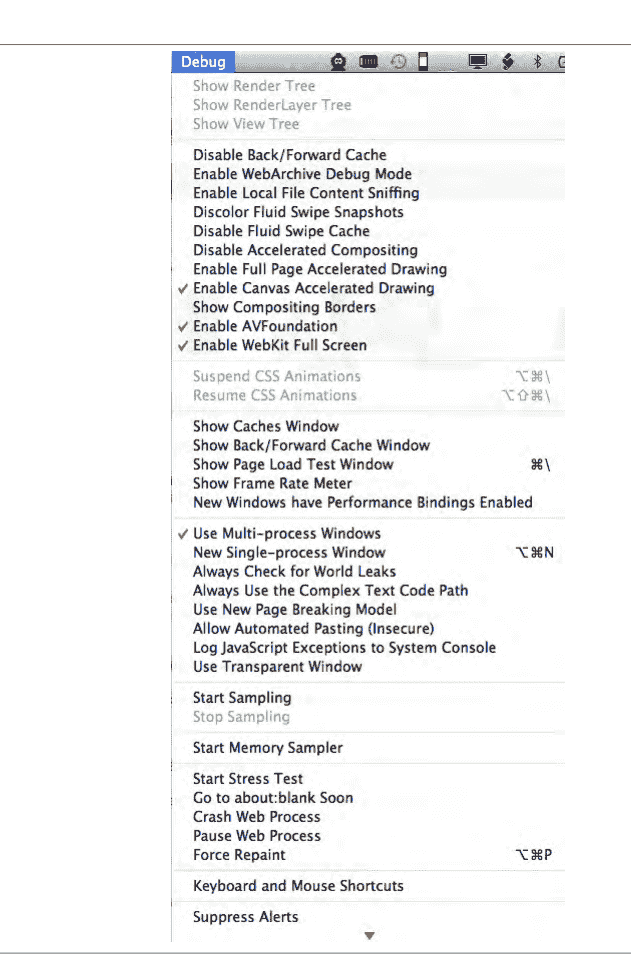 Debug
Show Render Tree
Show RenderLayer Tree
Show View Tree
Disable Back/Forward Cache
Enable WebArchive Debug Mode
Enable Local File Content Sniffing
Discolor Fluid Swipe Snapshots
Disable Fluid Swipe Cache
Disable Accelerated Compositing
Enable Full Page Accelerated Drawing
✓ Enable Canvas Accelerated Drawing
Show Compositing Borders
✓ Enable AVFoundation
✓ Enable WebKit Full Screen
Suspend CSS Animations ⌥⌘\
Resume CSS Animations ⌥⇧⌘\
Show Caches Window
Show Back/Forward Cache Window
Show Page Load Test Window ⌘\
Show Frame Rate Meter
New Windows have Performance Bindings Enabled
✓ Use Multi-process Windows
New Single-process Window ⌥⌘N
Always Check for World Leaks
Always Use the Complex Text Code Path
Use New Page Breaking Model
Allow Automated Pasting (Insecure)
Log JavaScript Exceptions to System Console
Use Transparent Window
Start Sampling
Stop Sampling
Start Memory Sampler
Start Stress Test
Go to about:blank Soon
Crash Web Process
Pause Web Process
Force Repaint ⌥⌘P
Keyboard and Mouse Shortcuts
Suppress Alerts